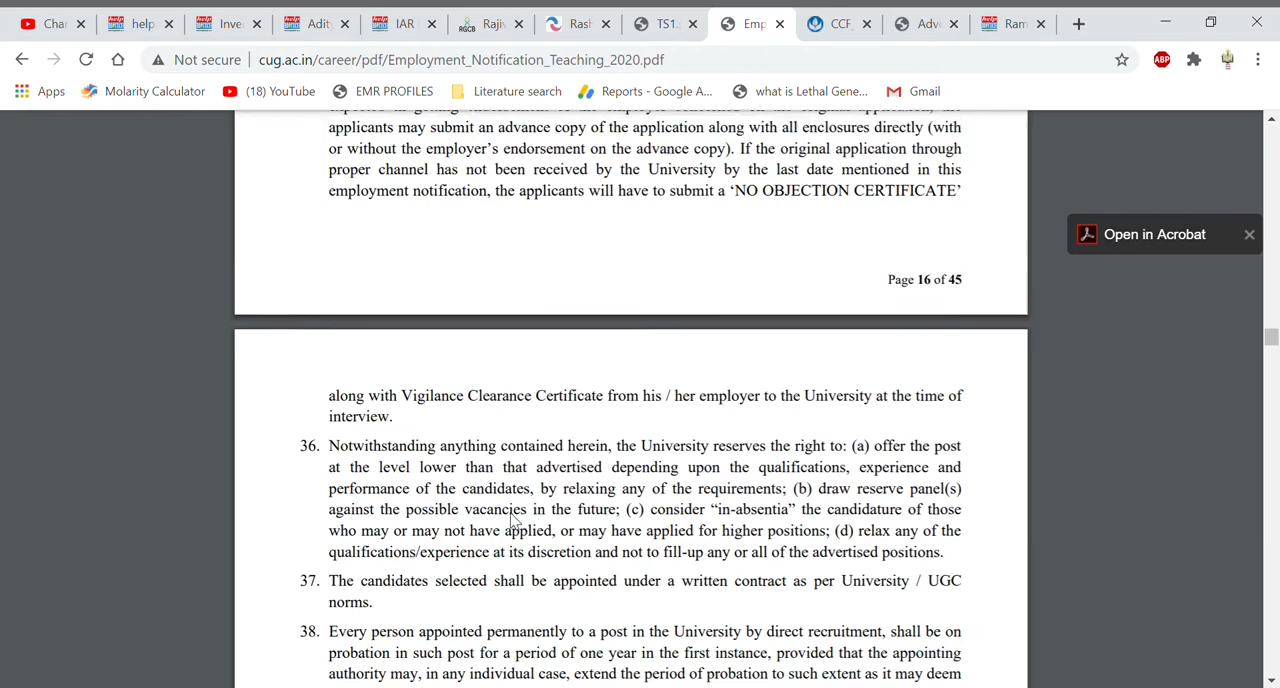 Char
help
Inve
Adity
IAR
RGCB
Rajiv
Rash
TS1.
Emp
CCF
Adve
Ram
Not secure
cug.ac.in/career/pdf/Employment_Notification_Teaching_2020.pdf
ABP
Apps
Molarity Calculator
(18) YouTube
EMR PROFILES
Literature search
Reports - Google A...
what is Lethal Gene...
Gmail
applicants may submit an advance copy of the application along with all enclosures directly (with
or without the employer's endorsement on the advance copy). If the original application through
proper channel has not been received by the University by the last date mentioned in this
employment notification, the applicants will have to submit a ‘NO OBJECTION CERTIFICATE’
Open in Acrobat
Page 16 of 45
along with Vigilance Clearance Certificate from his / her employer to the University at the time of
interview.
36. Notwithstanding anything contained herein, the University reserves the right to: (a) offer the post
at the level lower than that advertised depending upon the qualifications, experience and
performance of the candidates, by relaxing any of the requirements; (b) draw reserve panel(s)
against the possible vacancies in the future; (c) consider “in-absentia” the candidature of those
who may or may not have applied, or may have applied for higher positions; (d) relax any of the
qualifications/experience at its discretion and not to fill-up any or all of the advertised positions.
37. The candidates selected shall be appointed under a written contract as per University / UGC
norms.
38. Every person appointed permanently to a post in the University by direct recruitment, shall be on
probation in such post for a period of one year in the first instance, provided that the appointing
authority may, in any individual case, extend the period of probation to such extent as it may deem